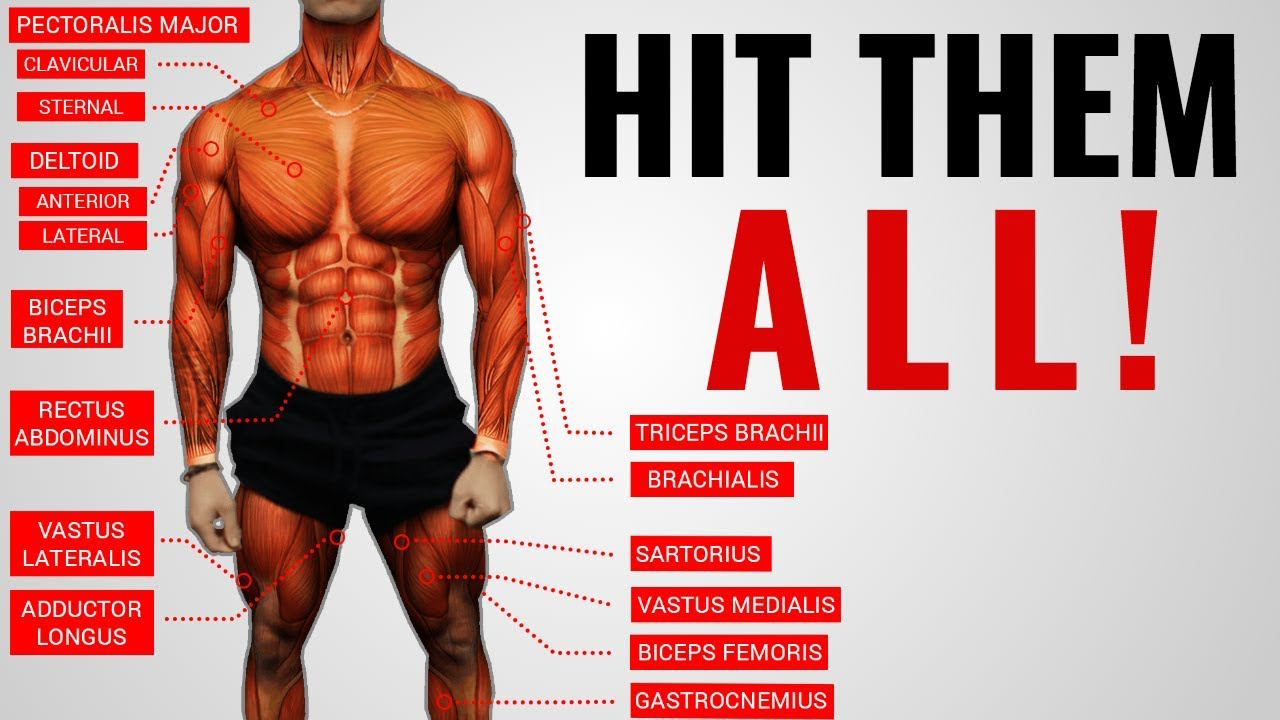 PECTORALIS MAJOR
CLAVICULAR
STERNAL
DELTOID
ANTERIOR
LATERAL
BICEPS
BRACHII
RECTUS
ABDOMINUS
VASTUS
LATERALIS
ADDUCTOR
LONGUS
HIT THEM
ALL!
TRICEPS BRACHII
BRACHIALIS
SARTORIUS
VASTUS MEDIALIS
BICEPS FEMORIS
GASTROCNEMIUS